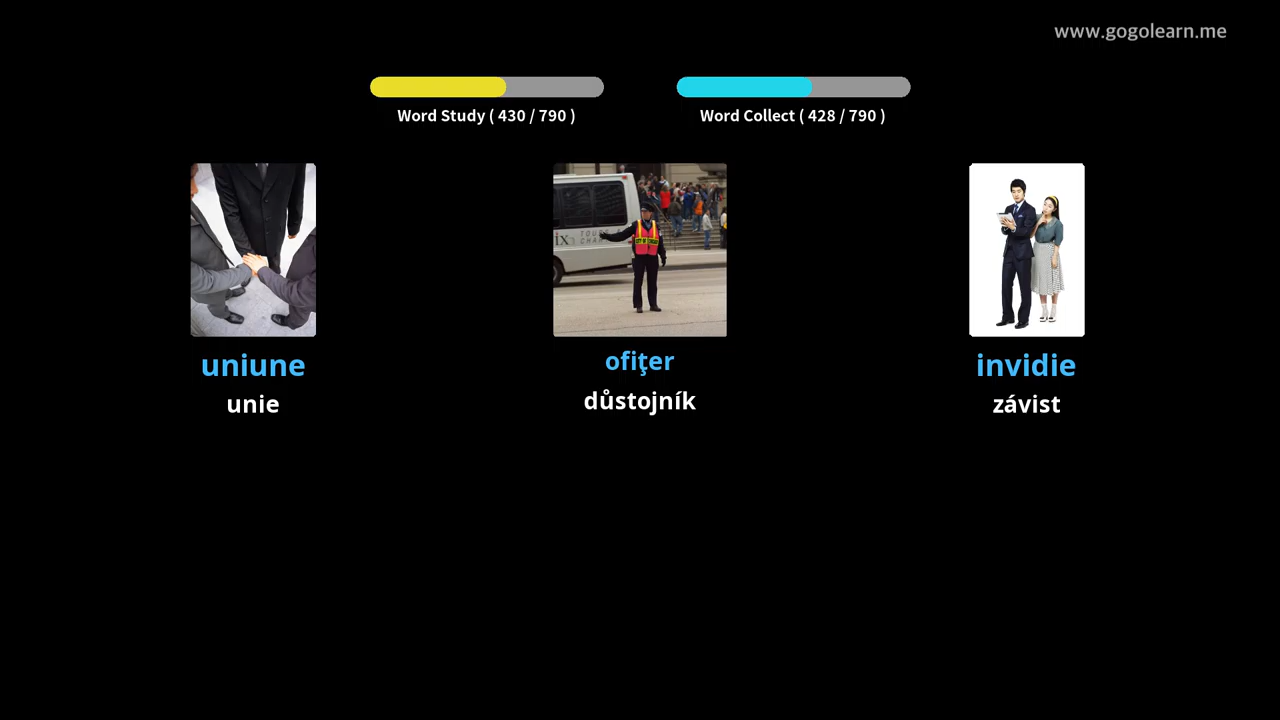 www.gogolearn.me
Word Study ( 430 / 790 )
Word Collect ( 428 / 790 )
uniune
unie
ofiţer
důstojník
invidie
závist